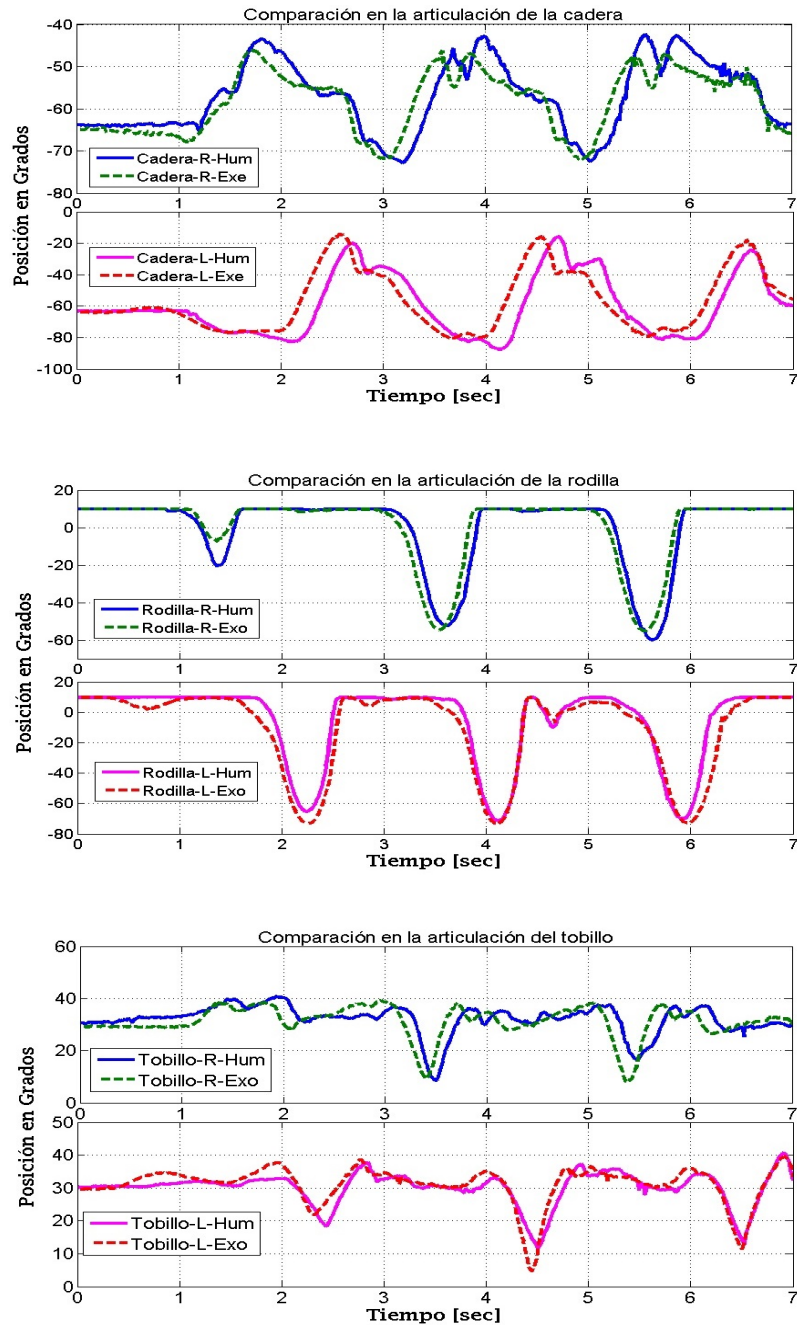 Comparación en la articulación de la cadera
-40
-50
-60
-70
-80
Cadera-R-Hum
Cadera-R-Exe
0 1 2 3 4 5 6 7
Posición en Grados
0
-20
-40
-60
-80
-100
Cadera-L-Hum
Cadera-L-Exe
0 1 2 3 4 5 6 7
Tiempo [sec]
Comparación en la articulación de la rodilla
20
0
-20
-40
-60
Rodilla-R-Hum
Rodilla-R-Exo
0 1 2 3 4 5 6 7
Posición en Grados
20
0
-20
-40
-60
-80
Rodilla-L-Hum
Rodilla-L-Exo
0 1 2 3 4 5 6 7
Tiempo [sec]
Comparación en la articulación del tobillo
60
40
20
0
Tobillo-R-Hum
Tobillo-R-Exo
0 1 2 3 4 5 6 7
Posición en Grados
50
40
30
20
10
0
Tobillo-L-Hum
Tobillo-L-Exo
0 1 2 3 4 5 6 7
Tiempo [sec]